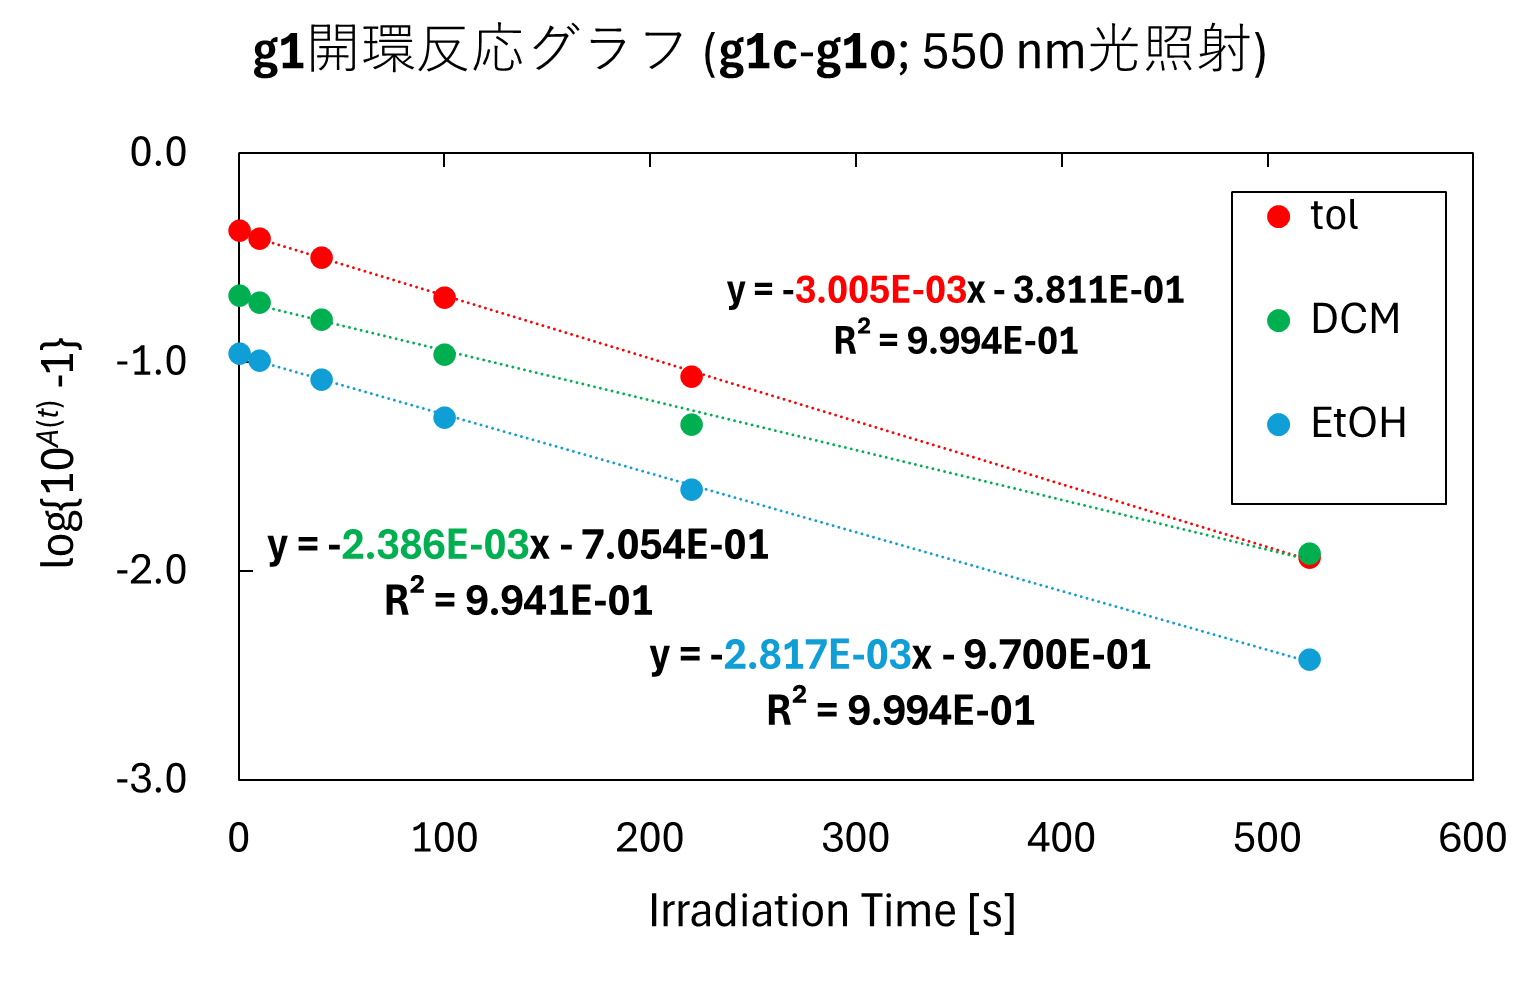 g1開環反応グラフ (g1c-g1o; 550 nm光照射)
0.0
-1.0
-2.0
-3.0
log{10^A(t) -1}
tol
DCM
EtOH
y = -3.005E-03x - 3.811E-01
R² = 9.994E-01
y = -2.386E-03x - 7.054E-01
R² = 9.941E-01
y = -2.817E-03x - 9.700E-01
R² = 9.994E-01
0 100 200 300 400 500 600
Irradiation Time [s]